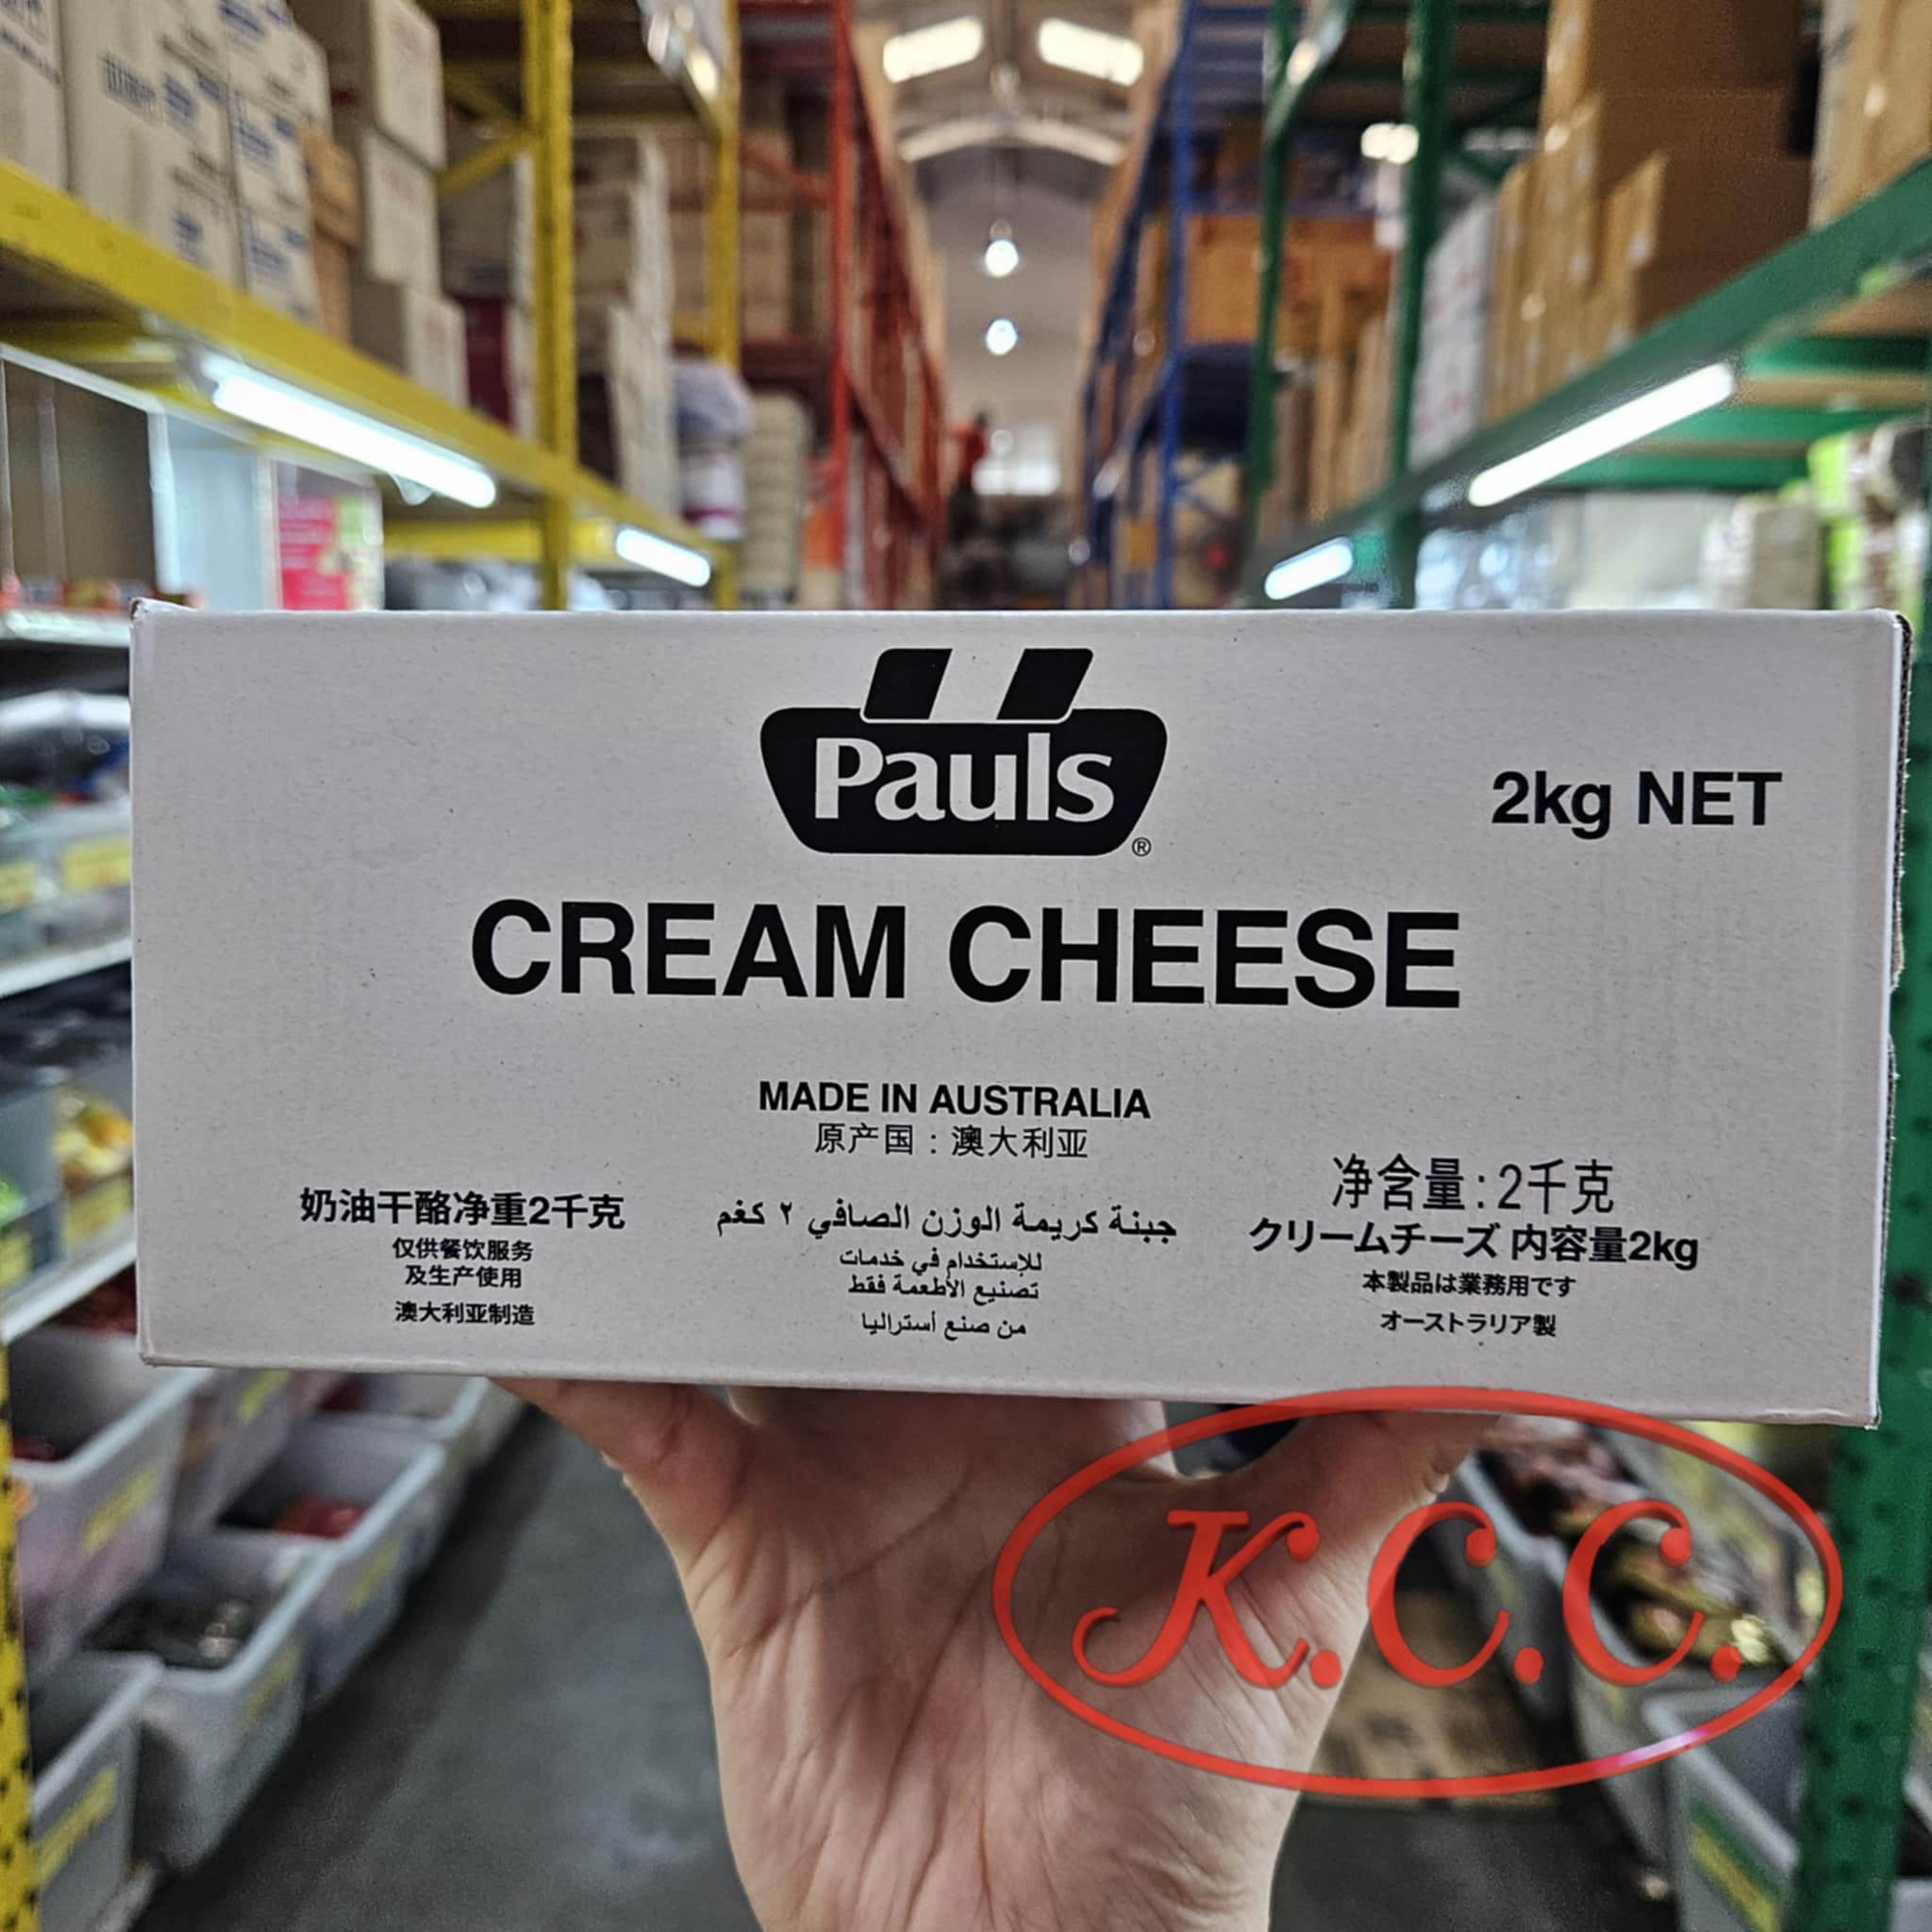 Pauls
®
2kg NET
CREAM CHEESE
MADE IN AUSTRALIA
原产国：澳大利亚
奶油干酪净重2千克
仅供餐饮服务
及生产使用
澳大利亚制造
جبنة كريمة الوزن الصافي ٢ كغم
للإستخدام في خدمات
تصنيع الأطعمة فقط
من صنع أستراليا
净含量:2千克
クリームチーズ 内容量2kg
本製品は業務用です
オーストラリア製
K.C.C.